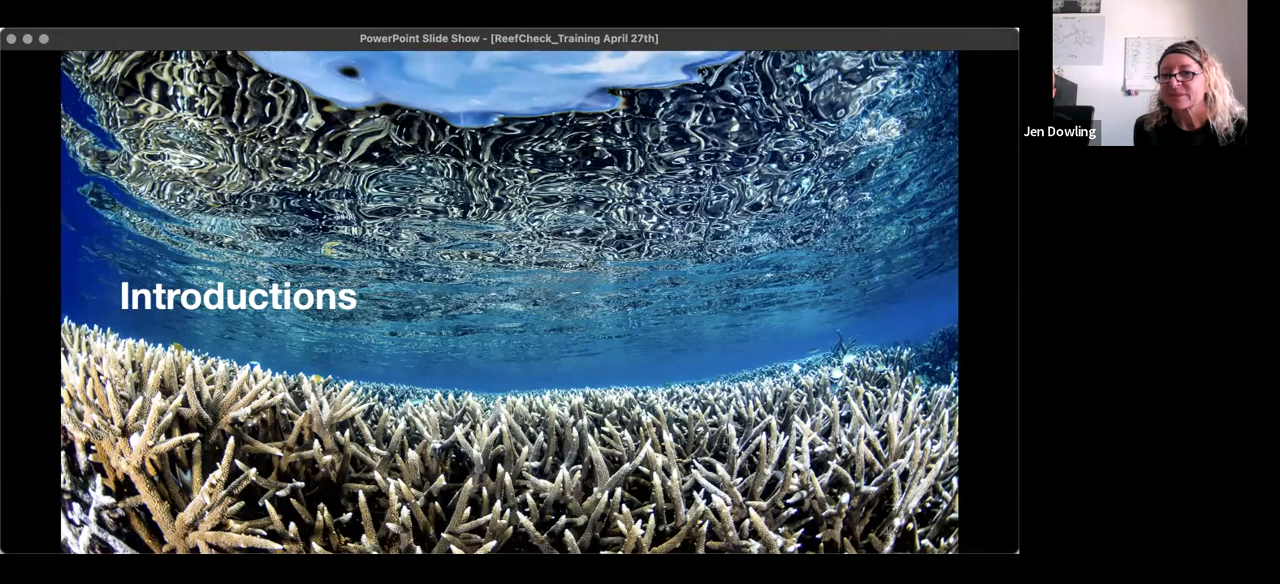 PowerPoint Slide Show - [ReefCheck_Training April 27th]
Introductions
Jen Dowling